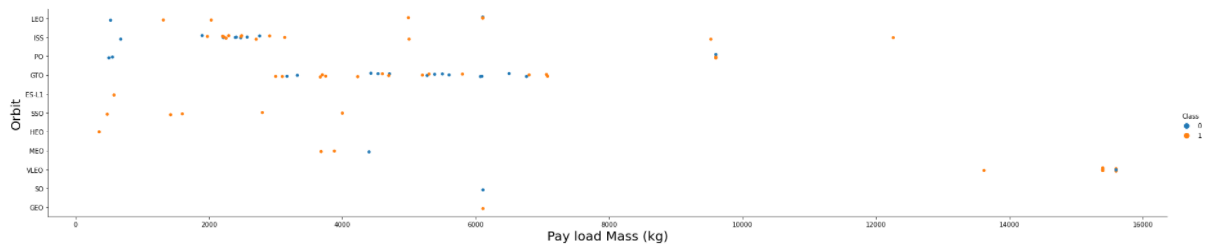 LEO
ISS
PO
GTO
ES-L1
SSO
HEO
MEO
VLEO
SO
GEO
Orbit
0
2000
4000
6000
8000
10000
12000
14000
16000
Pay load Mass (kg)
Class
0
1